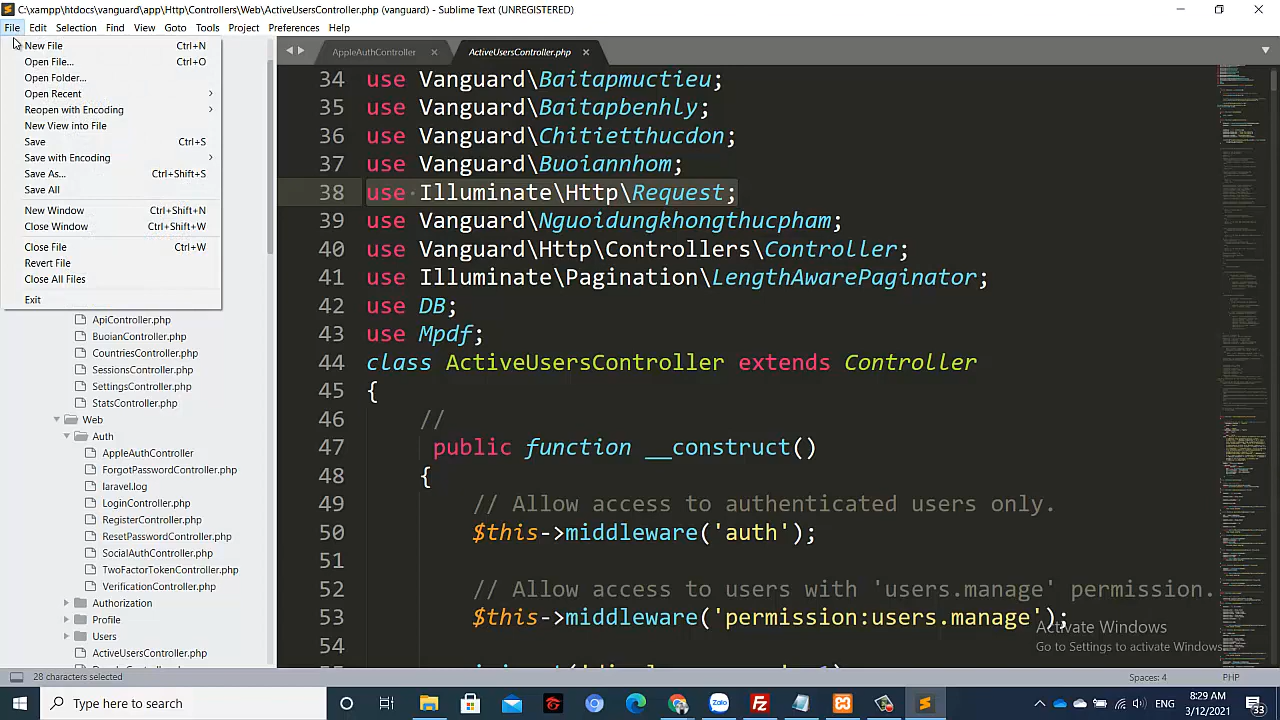 C:\xampp\htdocs\vanguard\app\Http\Controllers\Web\ActiveUsersController.php (vanguard) - Sublime Text (UNREGISTERED)
File Edit Selection Find View Goto Tools Project Preferences Help
New File Ctrl+N
Open File... Ctrl+O
Open Folder...
Open Recent
Reopen with Encoding
New View into File
Save Ctrl+S
Save with Encoding
Save As... Ctrl+Shift+S
Save All
New Window Ctrl+Shift+N
Close Window Ctrl+Shift+W
Close File Ctrl+W
Revert File
Close All Files
Exit
AuthController.php
CountriesController.php
SessionsController.php
SettingsController.php
Web
Auth
ForgotPasswordController.php
laravel.log
LoginController.php
RegisterController.php
ResetPasswordController.php
SocialAuthController.php
TwoFactorTokenController.php
VerificationController.php
Authorization
Profile
Users
ActiveUsersController.php
AppleAuthController
ActiveUsersController.php
34 use Vanguard\Baitapmuctieu;
35 use Vanguard\Baitapbenhly;
36 use Vanguard\Chitietthucdon;
37 use Vanguard\
38 use Illuminate\Http\Request;
39 use Vanguard\Nguoidungkhongthucpham;
40 use Vanguard\Http\Controllers\Controller;
41 use Illuminate\Pagination\LengthAwarePaginator;
42 use DB;
43 use Mpdf;
44 class ActiveUsersController extends Controller
45 {
46 //
47 public function __construct()
48 {
49 // Allow access to authenticated users only.
50 $this->middleware('auth');
51
52 // Allow access to users with 'users.manage' permission.
53 $this->middleware('permission:users.manage');
54
Activate Windows
Go to Settings to activate Windows.
28 characters selected
Spaces: 4
PHP
Type here to search
Zalo
ENG
8:29 AM
3/12/2021
33